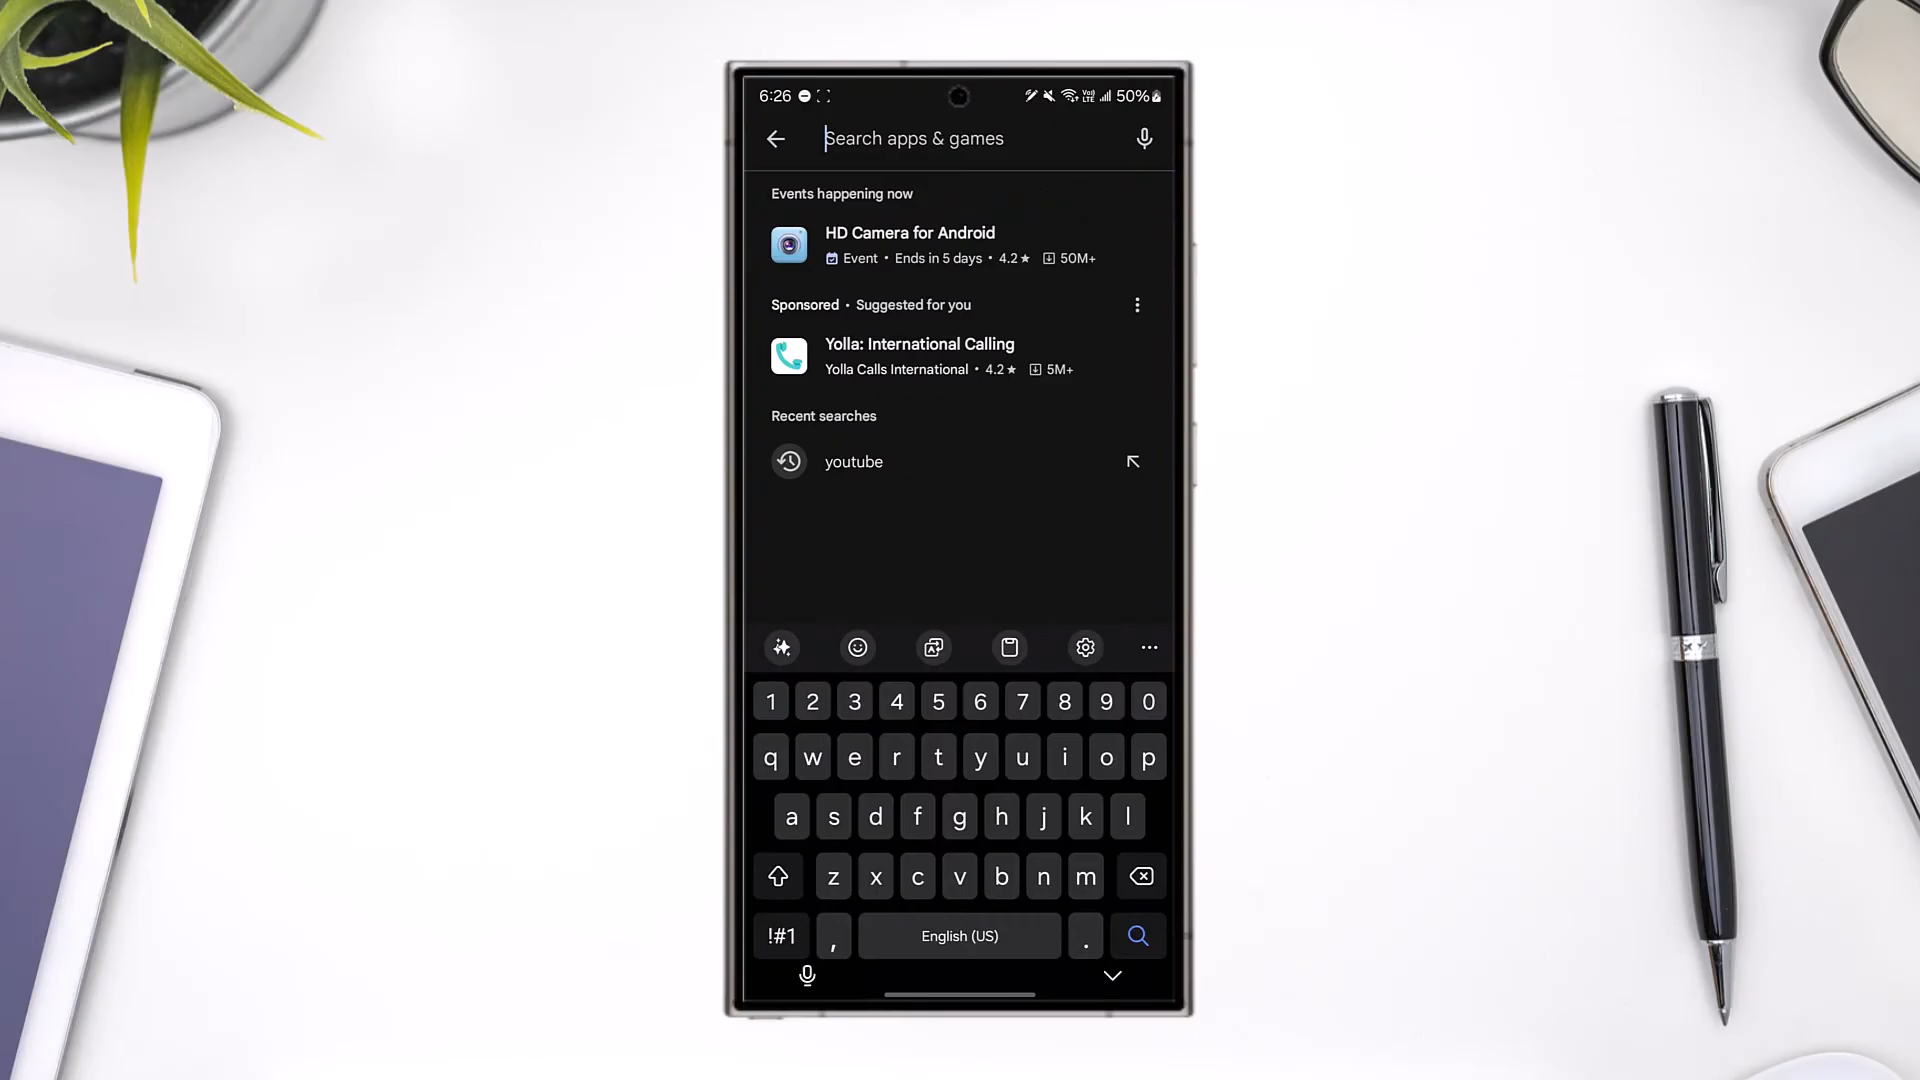 6:26
VoI)
LTE
50%
Search apps & games
Events happening now
HD Camera for Android
Event • Ends in 5 days • 4.2★ 50M+
Sponsored • Suggested for you
Yolla: International Calling
Yolla Calls International • 4.2★ 5M+
Recent searches
youtube
1 2 3 4 5 6 7 8 9 0
q w e r t y u i o p
a s d f g h j k l
z x c v b n m
!#1 , English (US) .